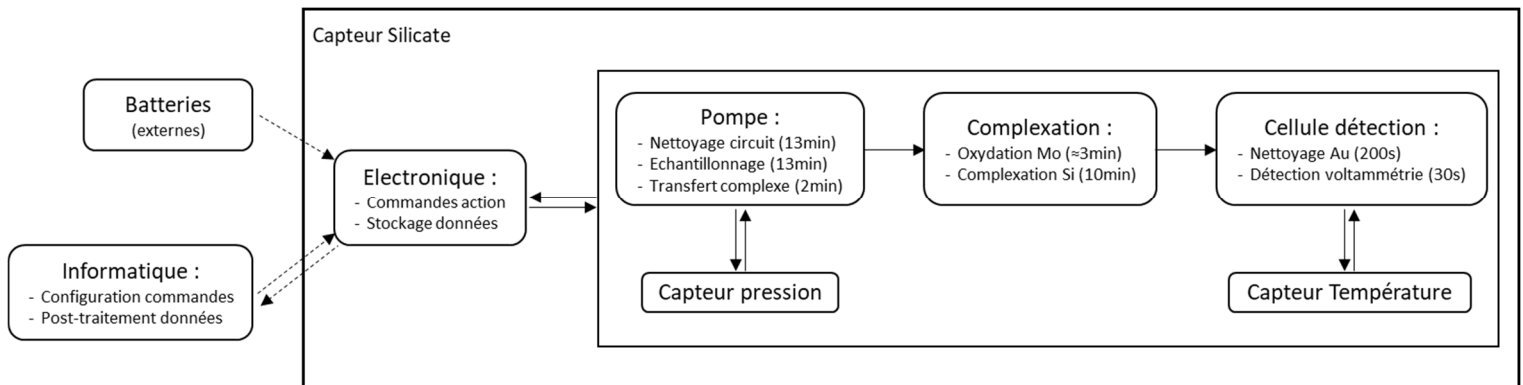 Capteur Silicate
Batteries
(externes)
Electronique :
- Commandes action
- Stockage données
Informatique :
- Configuration commandes
- Post-traitement données
Pompe :
- Nettoyage circuit (13min)
- Echantillonnage (13min)
- Transfert complexe (2min)
Capteur pression
Complexation :
- Oxydation Mo (≈3min)
- Complexation Si (10min)
Cellule détection :
- Nettoyage Au (200s)
- Détection voltammétrie (30s)
Capteur Température